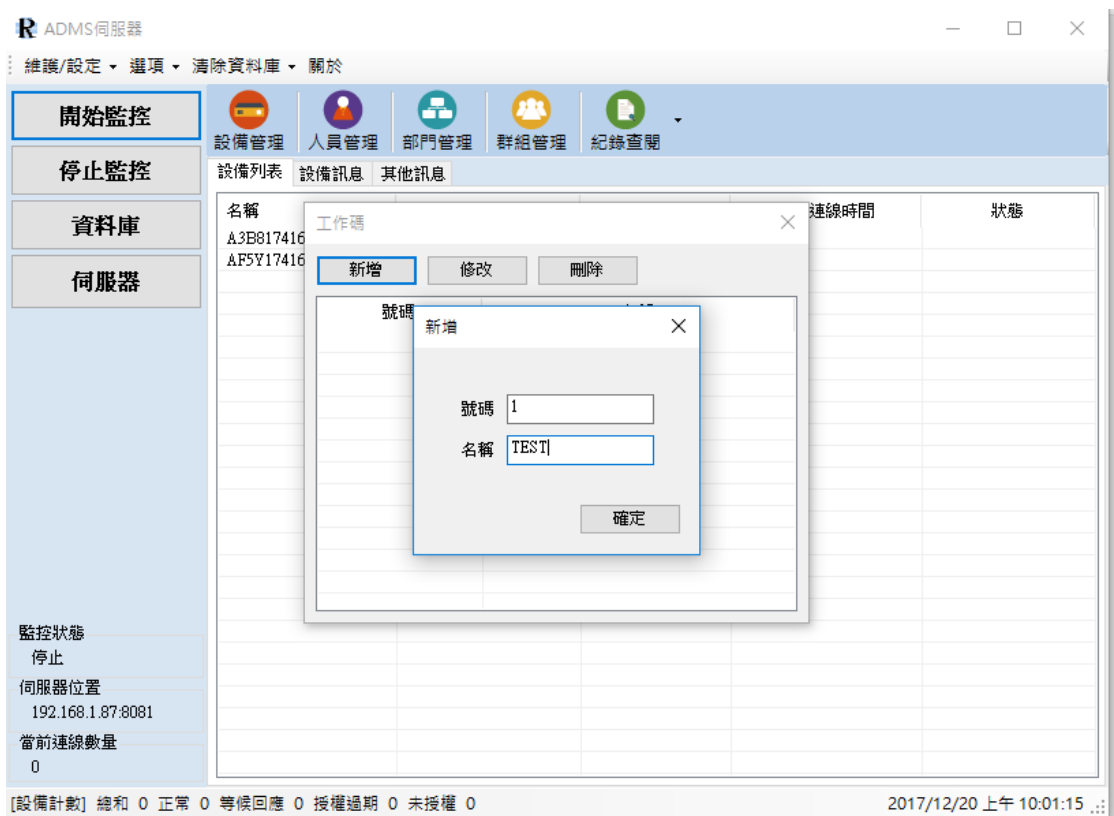 ADMS伺服器
維護/設定 選項 清除資料庫 關於
開始監控
停止監控
資料庫
伺服器
設備管理 人員管理 部門管理 群組管理 紀錄查閱
設備列表 設備訊息 其他訊息
名稱 連線時間 狀態
A3B817416
AF5Y17416
工作碼
新增 修改 刪除
號碼
新增
號碼 1
名稱 TEST
確定
監控狀態
停止
伺服器位置
192.168.1.87:8081
當前連線數量
0
[設備計數] 總和 0 正常 0 等候回應 0 授權過期 0 未授權 0
2017/12/20 上午 10:01:15